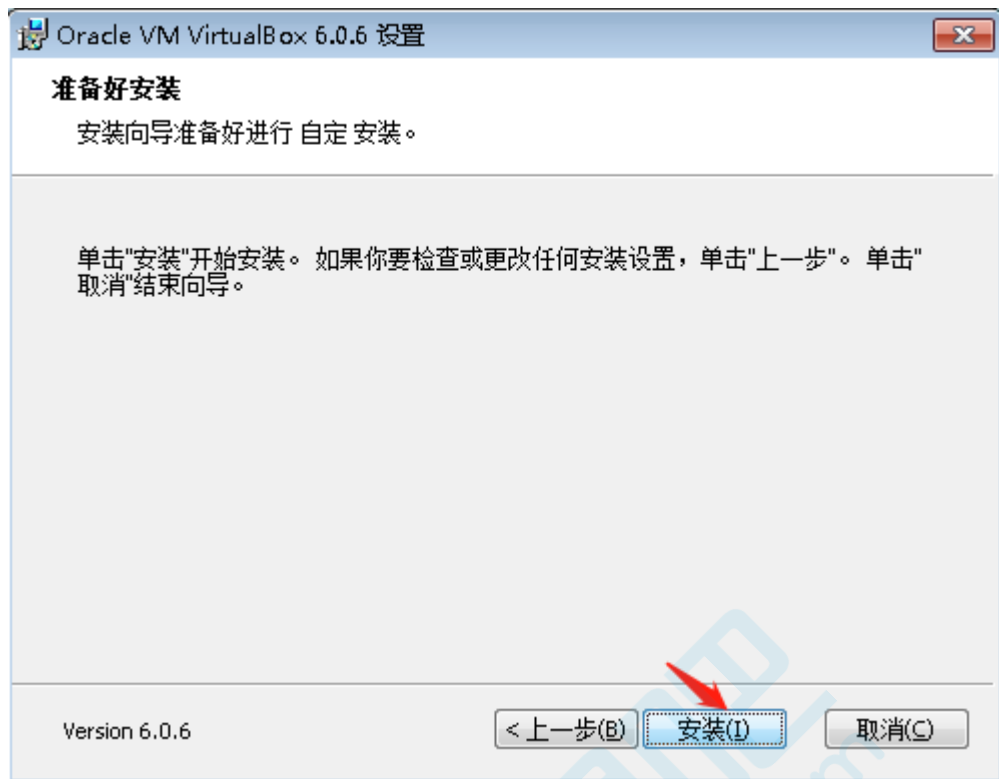 Oracle VM VirtualBox 6.0.6 设置
准备好安装
安装向导准备好进行 自定 安装。
单击"安装"开始安装。 如果你要检查或更改任何安装设置，单击"上一步"。 单击"
取消"结束向导。
Version 6.0.6
< 上一步(B) 安装(I) 取消(C)